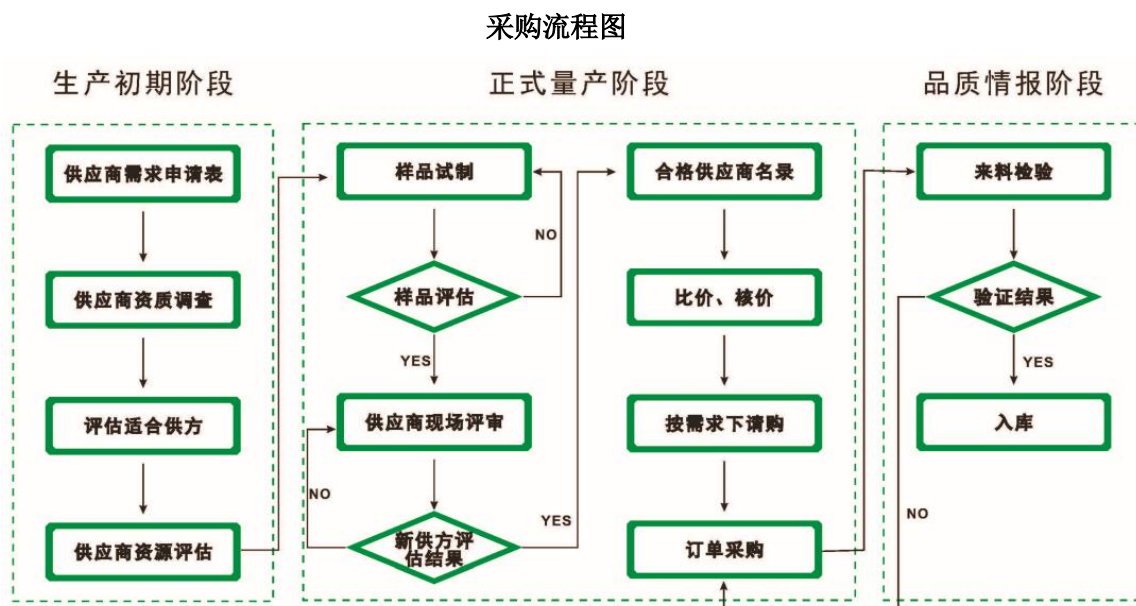 采购流程图
生产初期阶段
正式量产阶段
品质情报阶段
供应商需求申请表
供应商资质调查
评估适合供方
供应商资源评估
样品试制
NO
样品评估
YES
供应商现场评审
NO
新供方评
估结果
YES
合格供应商名录
比价、核价
按需求下请购
订单采购
来料检验
验证结果
YES
入库
NO